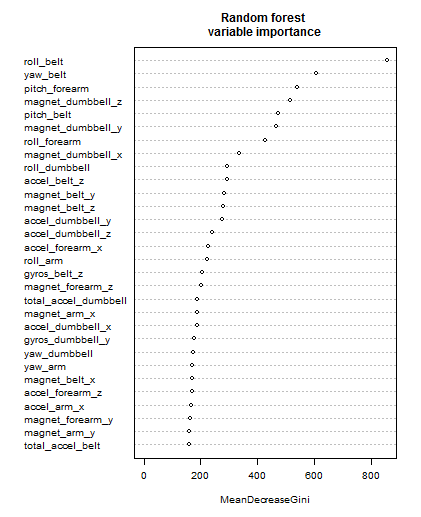 Random forest
variable importance
roll_belt
yaw_belt
pitch_forearm
magnet_dumbbell_z
pitch_belt
magnet_dumbbell_y
roll_forearm
magnet_dumbbell_x
roll_dumbbell
accel_belt_z
magnet_belt_y
magnet_belt_z
accel_dumbbell_y
accel_dumbbell_z
accel_forearm_x
roll_arm
gyros_belt_z
magnet_forearm_z
total_accel_dumbbell
magnet_arm_x
accel_dumbbell_x
gyros_dumbbell_y
yaw_dumbbell
yaw_arm
magnet_belt_x
accel_forearm_z
accel_arm_x
magnet_forearm_y
magnet_arm_y
total_accel_belt
0 200 400 600 800
MeanDecreaseGini